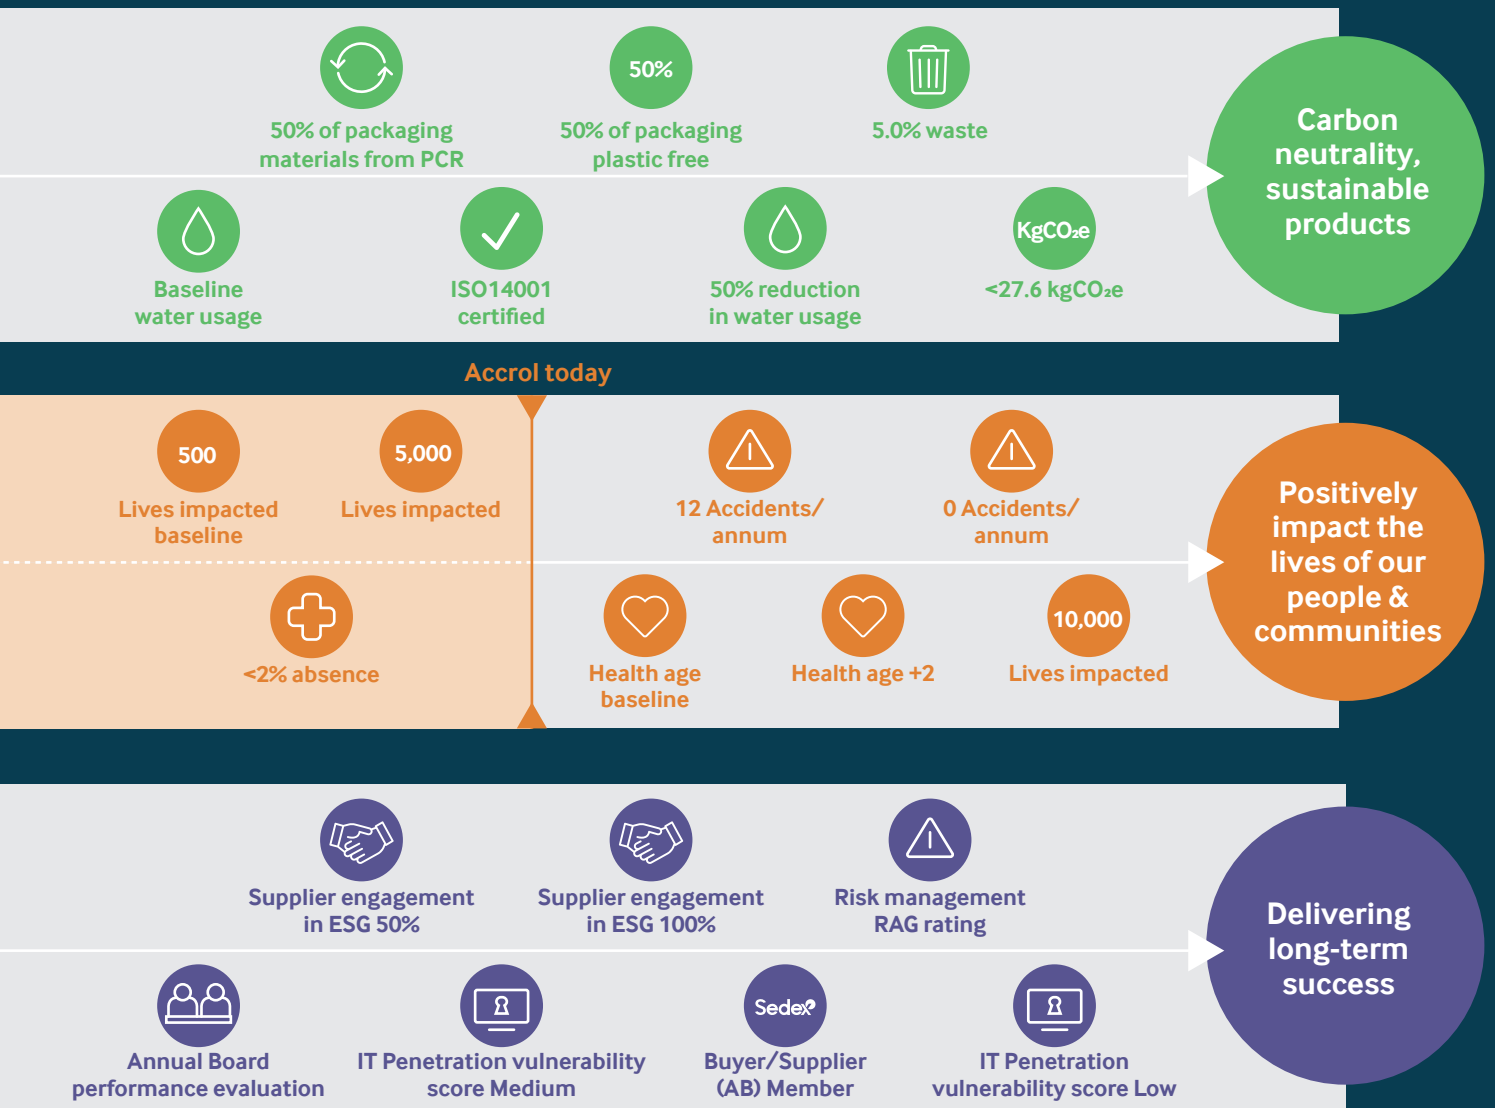 50%
50% of packaging
materials from PCR
50% of packaging
plastic free
5.0% waste
Carbon
neutrality,
sustainable
products
KgCO₂e
Baseline
water usage
ISO14001
certified
50% reduction
in water usage
<27.6 kgCO₂e
Accrol today
500
5,000
Lives impacted
baseline
Lives impacted
12 Accidents/
annum
0 Accidents/
annum
Positively
impact the
lives of our
people &
communities
10,000
<2% absence
Health age
baseline
Health age +2
Lives impacted
Supplier engagement
in ESG 50%
Supplier engagement
in ESG 100%
Risk management
RAG rating
Delivering
long-term
success
Sedex
Annual Board
performance evaluation
IT Penetration vulnerability
score Medium
Buyer/Supplier
(AB) Member
IT Penetration
vulnerability score Low